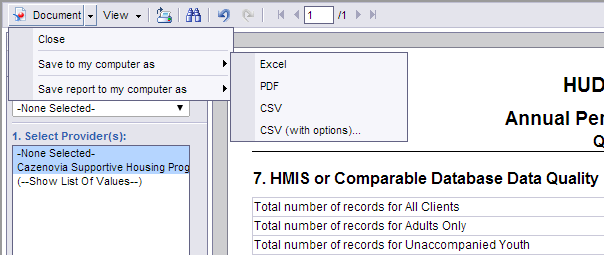 Document View 1 /1
Close
Save to my computer as
Save report to my computer as
Excel
PDF
CSV
CSV (with options)...
-None Selected-
1. Select Provider(s):
-None Selected-
Cazenovia Supportive Housing Prog
(--Show List Of Values--)
HUD
Annual Per
Q
7. HMIS or Comparable Database Data Quality
Total number of records for All Clients
Total number of records for Adults Only
Total number of records for Unaccompanied Youth